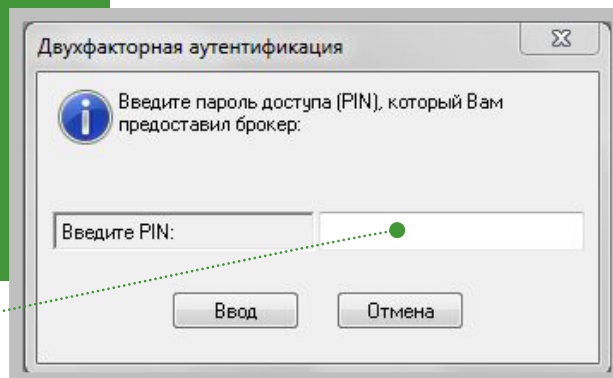 Двухфакторная аутентификация
Введите пароль доступа (PIN), который Вам
предоставил брокер:
Введите PIN:
Ввод
Отмена